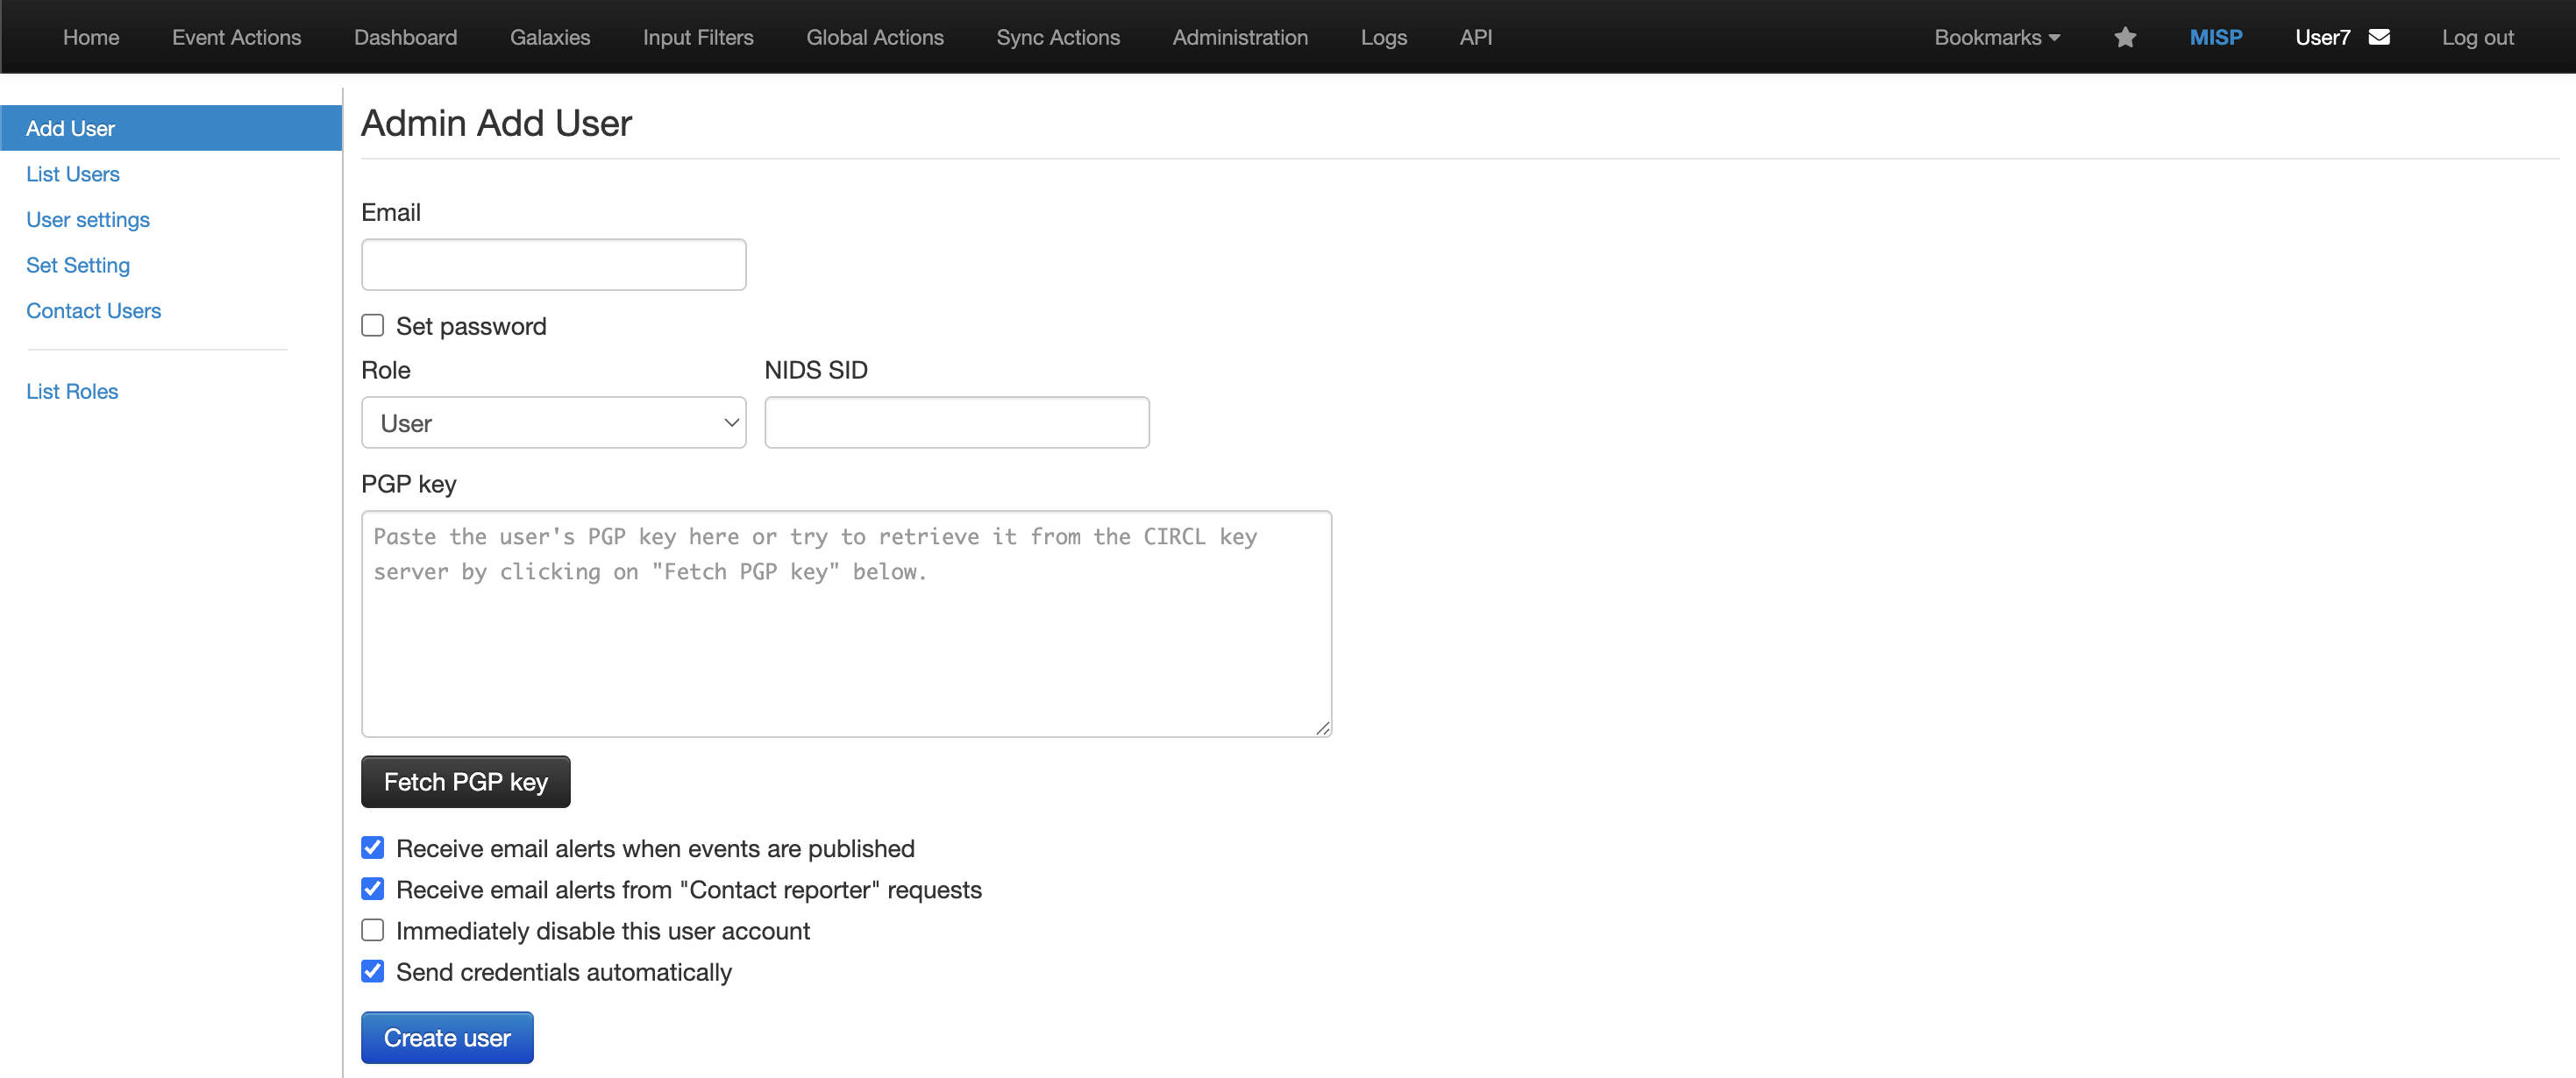 Home Event Actions Dashboard Galaxies Input Filters Global Actions Sync Actions Administration Logs API Bookmarks MISP User7 Log out
Add User
List Users
User settings
Set Setting
Contact Users
List Roles
Admin Add User
Email
Set password
Role NIDS SID
User
PGP key
Paste the user's PGP key here or try to retrieve it from the CIRCL key
server by clicking on "Fetch PGP key" below.
Fetch PGP key
Receive email alerts when events are published
Receive email alerts from "Contact reporter" requests
Immediately disable this user account
Send credentials automatically
Create user